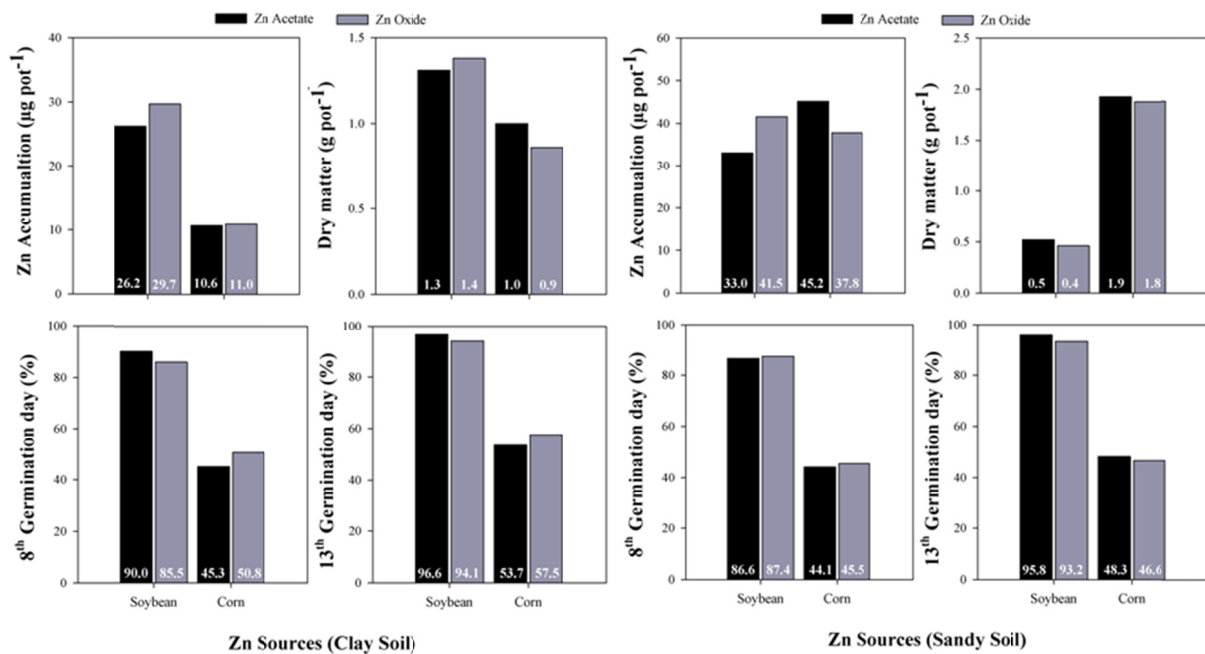 Zn Acetate Zn Oxide
Zn Acetate Zn Oxide
Zn Accumualtion (µg pot⁻¹)
40
30
20
10
0
26.2 29.7 10.6 11.0
Dry matter (g pot⁻¹)
1.5
1.0
0.5
0.0
1.3 1.4 1.0 0.9
Zn Accumualtion (µg pot⁻¹)
60
50
40
30
20
10
0
33.0 41.5 45.2 37.8
Dry matter (g pot⁻¹)
2.5
2.0
1.5
1.0
0.5
0.0
0.5 0.4 1.9 1.8
8th Germination day (%)
100
80
60
40
20
0
90.0 85.5 45.3 50.8
Soybean Corn
13th Germination day (%)
100
80
60
40
20
0
96.6 94.1 53.7 57.5
Soybean Corn
8th Germination day (%)
100
80
60
40
20
0
86.6 87.4 44.1 45.5
Soybean Corn
13th Germination day (%)
100
80
60
40
20
0
95.8 93.2 48.3 46.6
Soybean Corn
Zn Sources (Clay Soil)
Zn Sources (Sandy Soil)